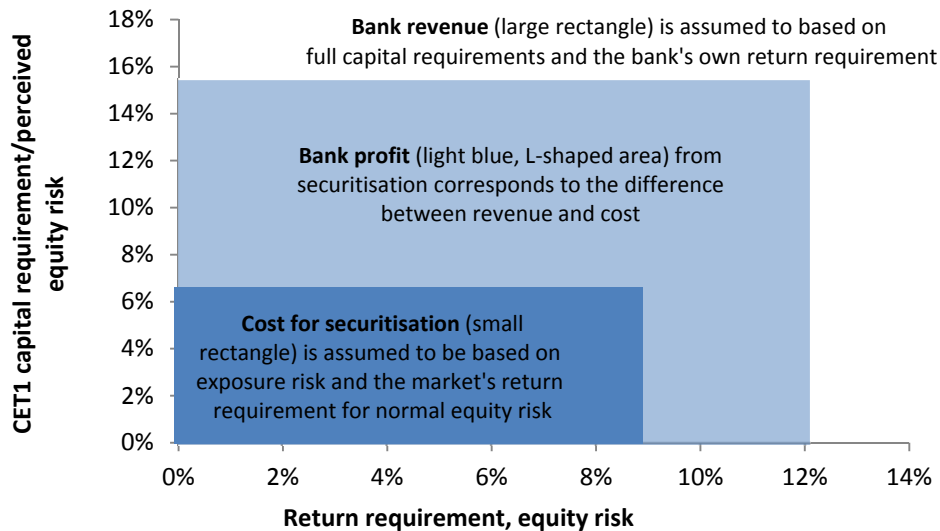 Bank revenue (large rectangle) is assumed to based on
full capital requirements and the bank's own return requirement
18%
16%
14%
12%
10%
8%
6%
4%
2%
0%
CET1 capital requirement/perceived
equity risk
Bank profit (light blue, L-shaped area) from
securitisation corresponds to the difference
between revenue and cost
Cost for securitisation (small
rectangle) is assumed to be based on
exposure risk and the market's return
requirement for normal equity risk
0% 2% 4% 6% 8% 10% 12% 14%
Return requirement, equity risk